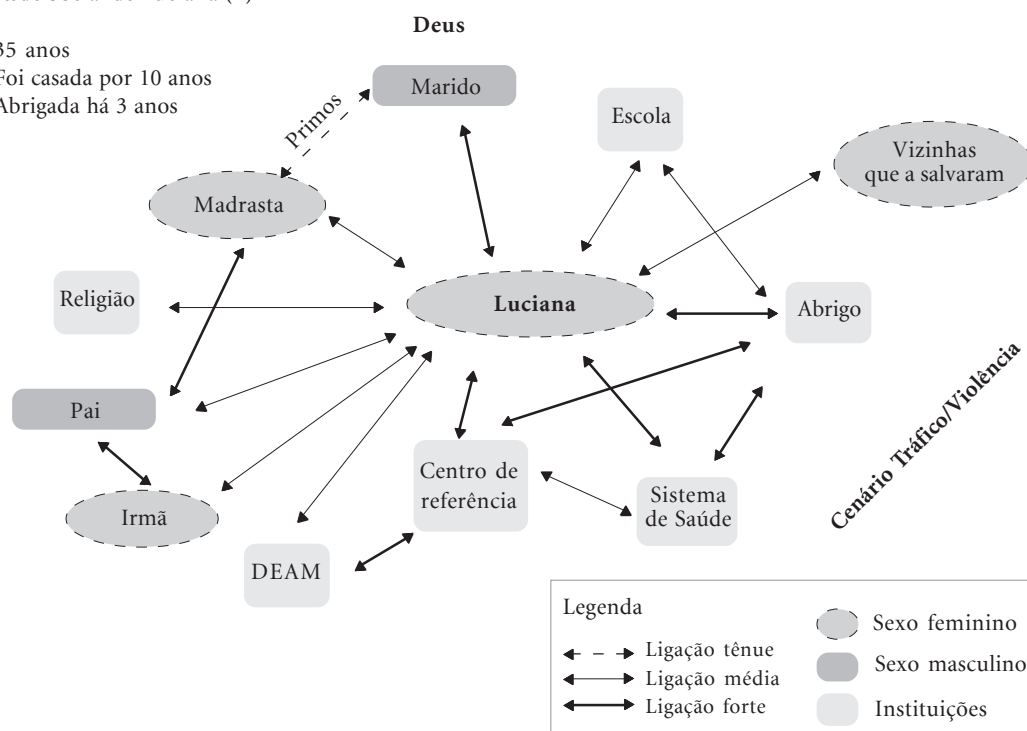 35 anos
Foi casada por 10 anos
Abrigada há 3 anos
Deus
Marido
Primos
Escola
Vizinhas
que a salvaram
Madrasta
Religião
Luciana
Abrigo
Pai
Cenário Tráfico/Violência
Irmã
Centro de
referência
Sistema
de Saúde
DEAM
Legenda
Ligação tênue
Ligação média
Ligação forte
Sexo feminino
Sexo masculino
Instituições